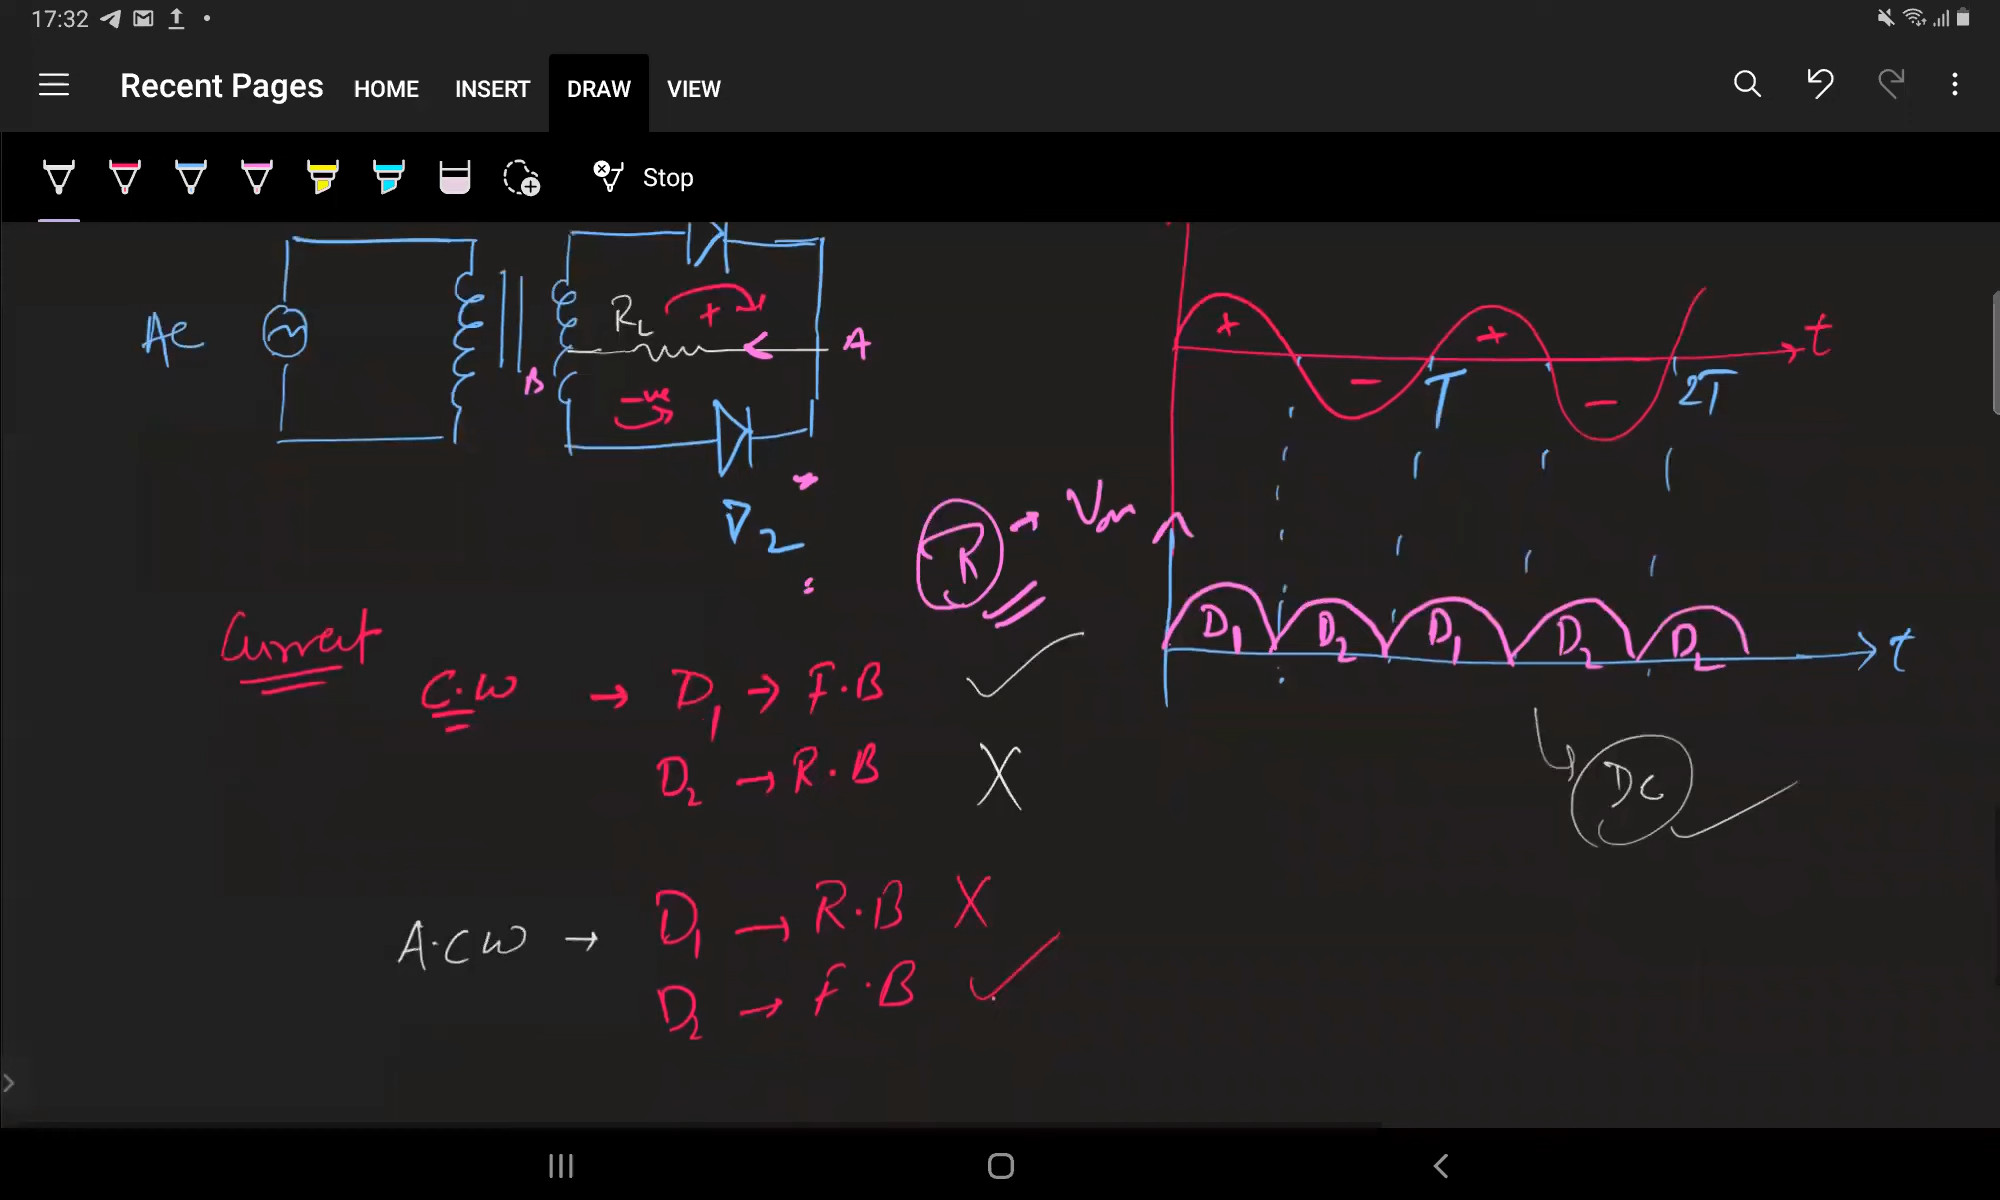 17:32
Recent Pages HOME INSERT DRAW VIEW
Stop
AC
RL
+
A
B
-ve
D2
+ - + -
T 2T t
R → Vm
D1 D2 D1 D2 D2 t
DC
Current
C.W → D1 → F.B
D2 → R.B X
A.CW → D1 → R.B X
D2 → F.B